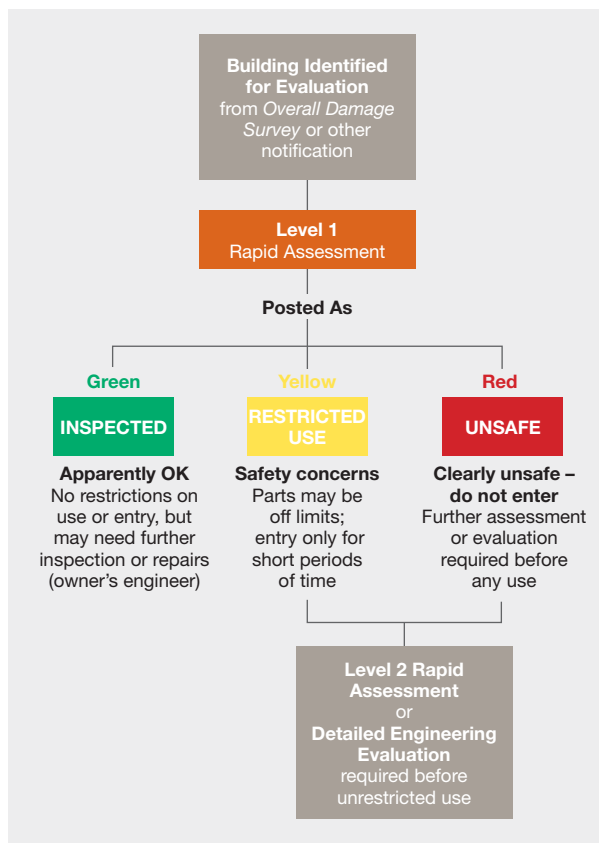 Building Identified
for Evaluation
from Overall Damage
Survey or other
notification
Level 1
Rapid Assessment
Posted As
Green
INSPECTED
Apparently OK
No restrictions on
use or entry, but
may need further
inspection or repairs
(owner's engineer)
Yellow
RESTRICTED
USE
Safety concerns
Parts may be
off limits;
entry only for
short periods
of time
Red
UNSAFE
Clearly unsafe –
do not enter
Further assessment
or evaluation
required before
any use
Level 2 Rapid
Assessment
or
Detailed Engineering
Evaluation
required before
unrestricted use